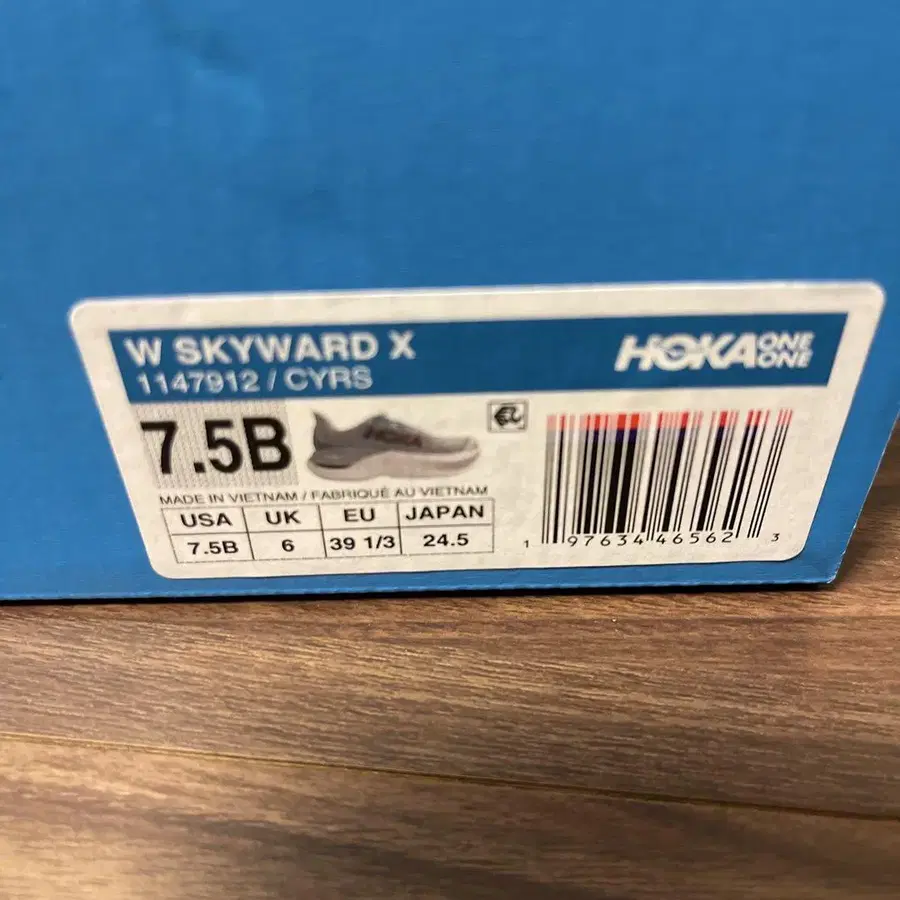 W SKYWARD X
HOKA ONE ONE
1147912 / CYRS
7.5B
HOKA
MADE IN VIETNAM / FABRIQUÉ AU VIETNAM
USA UK EU JAPAN
7.5B 6 39 1/3 24.5
1 97634 46562 3